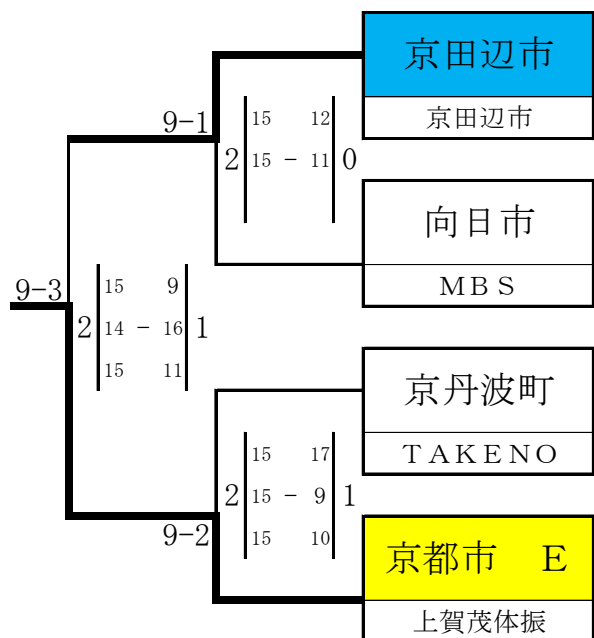 京田辺市
京田辺市
9-1
15 12
2 15 - 11 0
向日市
MBS
9-3
15 9
2 14 - 16 1
15 11
京丹波町
TAKENO
15 17
2 15 - 9 1
15 10
9-2
京都市 E
上賀茂体振